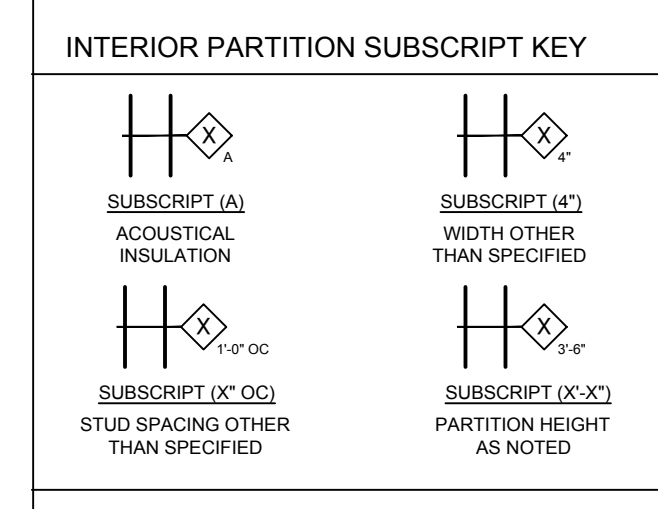 INTERIOR PARTITION SUBSCRIPT KEY
X
A
SUBSCRIPT (A)
ACOUSTICAL
INSULATION
X
4"
SUBSCRIPT (4")
WIDTH OTHER
THAN SPECIFIED
X
1'-0" OC
SUBSCRIPT (X" OC)
STUD SPACING OTHER
THAN SPECIFIED
X
3'-6"
SUBSCRIPT (X'-X")
PARTITION HEIGHT
AS NOTED